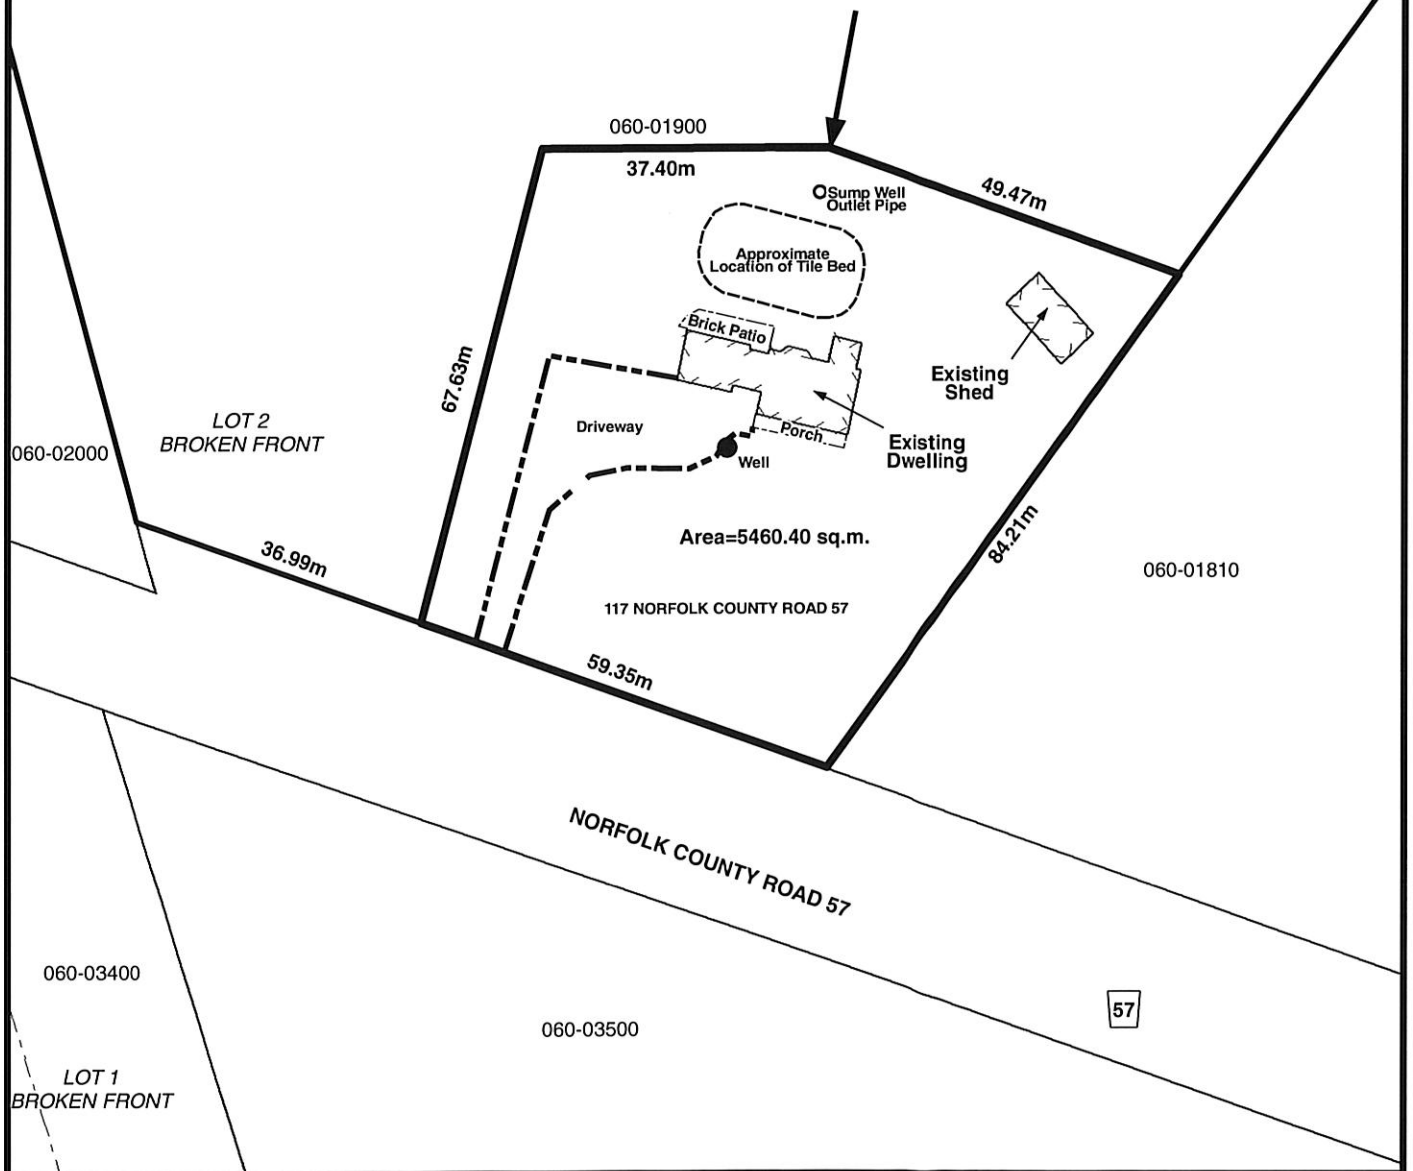 060-01900
37.40m
49.47m
Sump Well
Outlet Pipe
Approximate
Location of Tile Bed
Brick Patio
67.63m
Existing
Shed
LOT 2
BROKEN FRONT
060-02000
Driveway
Porch
Existing
Dwelling
Well
84.21m
Area=5460.40 sq.m.
36.99m
060-01810
117 NORFOLK COUNTY ROAD 57
59.35m
NORFOLK COUNTY ROAD 57
060-03400
57
060-03500
LOT 1
BROKEN FRONT